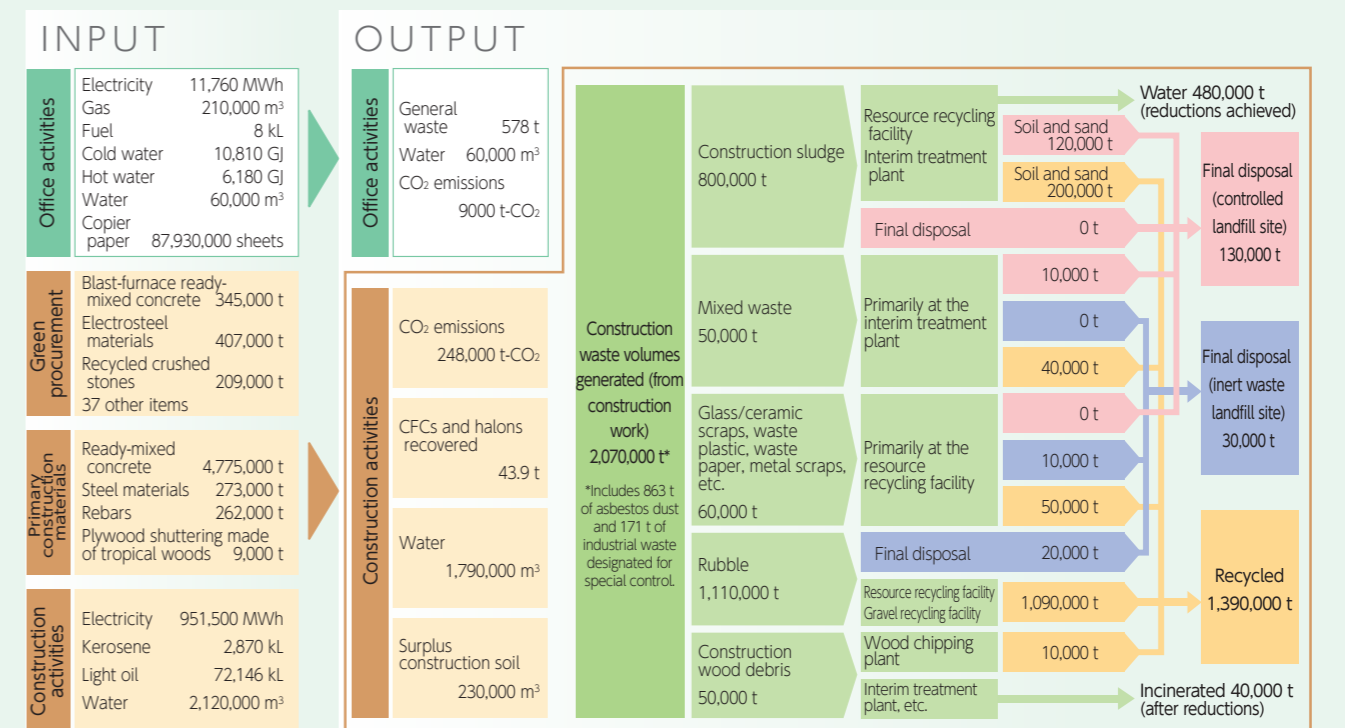 INPUT
Office activities
Electricity 11,760 MWh
Gas 210,000 m³
Fuel 8 kL
Cold water 10,810 GJ
Hot water 6,180 GJ
Water 60,000 m³
Copier
paper 87,930,000 sheets
Green
procurement
Blast-furnace ready-
mixed concrete 345,000 t
Electrosteel
materials 407,000 t
Recycled crushed
stones 209,000 t
37 other items
Primary
construction
materials
Ready-mixed
concrete 4,775,000 t
Steel materials 273,000 t
Rebars 262,000 t
Plywood shuttering made
of tropical woods 9,000 t
Construction
activities
Electricity 951,500 MWh
Kerosene 2,870 kL
Light oil 72,146 kL
Water 2,120,000 m³
OUTPUT
Office activities
General
waste 578 t
Water 60,000 m³
CO₂ emissions
9000 t-CO₂
Construction activities
CO₂ emissions
248,000 t-CO₂
CFCs and halons
recovered
43.9 t
Water
1,790,000 m³
Surplus
construction soil
230,000 m³
Construction
waste volumes
generated (from
construction
work)
2,070,000 t*
*Includes 863 t
of asbestos dust
and 171 t of
industrial waste
designated for
special control.
Construction sludge
800,000 t
Resource recycling
facility
Interim treatment
plant
Water 480,000 t
(reductions achieved)
Soil and sand
120,000 t
Soil and sand
200,000 t
Final disposal 0 t
Mixed waste
50,000 t
Primarily at the
interim treatment
plant
10,000 t
0 t
40,000 t
Glass/ceramic
scraps, waste
plastic, waste
paper, metal scraps,
etc.
60,000 t
Primarily at the
resource
recycling facility
0 t
10,000 t
50,000 t
Rubble
1,110,000 t
Final disposal 20,000 t
Resource recycling facility
Gravel recycling facility
1,090,000 t
Construction
wood debris
50,000 t
Wood chipping
plant
10,000 t
Interim treatment
plant, etc.
Incinerated 40,000 t
(after reductions)
Final disposal
(controlled
landfill site)
130,000 t
Final disposal
(inert waste
landfill site)
30,000 t
Recycled
1,390,000 t